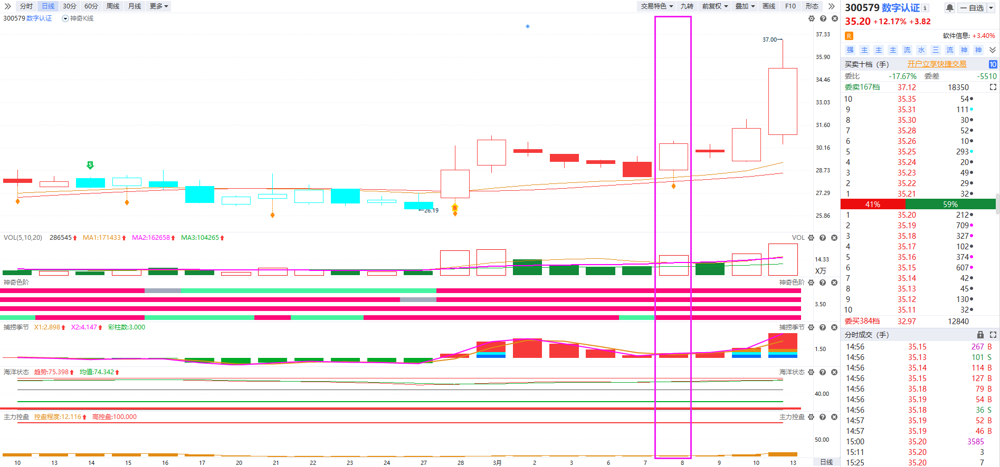 分时 日线 30分 60分 周线 月线 更多 交易特色 九转 前复权 叠加 画线 F10 形态
300579数字认证 神奇K线
37.00
S
B
26.19
37.33
35.90
34.46
33.03
31.60
30.16
28.73
27.29
25.86
VOL(5,10,20) 286545 MA1:171433 MA2:162658 MA3:104265 VOL
14.33
X万
神奇色阶 神奇色阶
3.50
捕捞季节 X1:2.898 X2:4.147 彩柱数:3.000 捕捞季节
1.50
海洋状态 趋势:75.398 均值:74.342 海洋状态
40.00
主力控盘 控盘程度:12.116 高控盘:100.000 主力控盘
50.00
10 13 14 15 16 17 20 21 22 23 24 27 28 3月 2 3 6 7 8 9 10 13 日线
300579 数字认证 i 自选
35.20 +12.17% +3.82
R 软件信息: +3.40%
强 主 主 主 流 水 三 流 神 神
买卖十档 (手) 开户立享快捷交易 10
委比 -17.67% 委差 -5510
委卖167档 37.12 18350
10 35.35 54
9 35.31 111
8 35.30 30
7 35.28 52
6 35.26 10
5 35.25 293
4 35.24 20
3 35.23 49
2 35.22 29
1 35.21 32
41% 59%
1 35.20 212
2 35.19 709
3 35.18 327
4 35.17 102
5 35.16 374
6 35.15 607
7 35.14 42
8 35.13 45
9 35.12 130
10 35.11 32
委买384档 32.97 12840
分时成交 (手)
14:56 35.15 267 B
14:56 35.13 101 S
14:56 35.14 114 B
14:56 35.15 127 B
14:56 35.18 79 B
14:56 35.19 54 B
14:56 35.18 36 S
14:57 35.19 52 B
14:57 35.19 46 B
15:00 35.20 3585
15:11 35.20 3
15:25 35.20 7